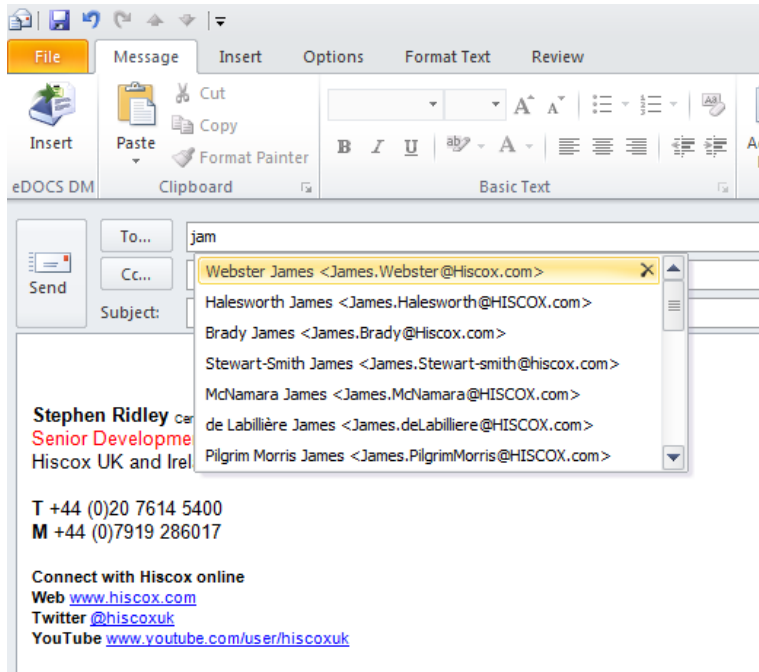 File Message Insert Options Format Text Review
Cut
Copy
Format Painter
Insert Paste
B I U ab A A A
eDOCS DM Clipboard Basic Text
To... jam
Cc...
Send
Subject:
Webster James <James.Webster@Hiscox.com>
Halesworth James <James.Halesworth@HISCOX.com>
Brady James <James.Brady@Hiscox.com>
Stewart-Smith James <James.Stewart-smith@hiscox.com>
McNamara James <James.McNamara@HISCOX.com>
de Labillière James <James.deLabilliere@HISCOX.com>
Pilgrim Morris James <James.PilgrimMorris@HISCOX.com>
Stephen Ridley
Senior Developme
Hiscox UK and Irel
T +44 (0)20 7614 5400
M +44 (0)7919 286017
Connect with Hiscox online
Web www.hiscox.com
Twitter @hiscoxuk
YouTube www.youtube.com/user/hiscoxuk